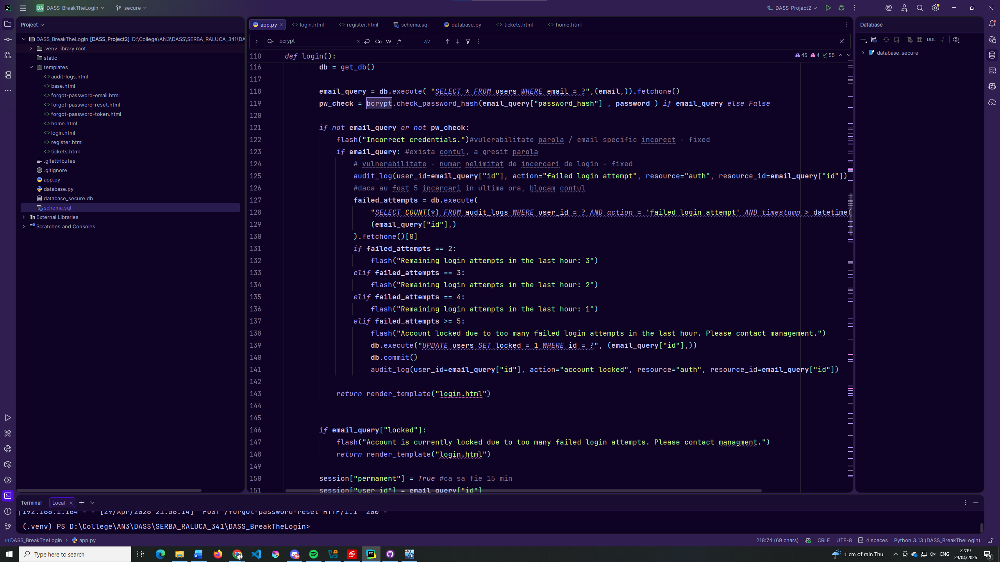 PC DA DASS_BreakTheLogin secure DASS_Project2
Project
DASS_BreakTheLogin [DASS_Project2] D:\College\AN3\DASS\SERBA_RALUCA_341\DA
.venv library root
static
templates
audit-logs.html
base.html
forgot-password-email.html
forgot-password-reset.html
forgot-password-token.html
home.html
login.html
register.html
tickets.html
.gitattributes
.gitignore
app.py
database.py
database_secure.db
schema.sql
External Libraries
Scratches and Consoles
app.py login.html register.html schema.sql database.py tickets.html home.html
bcrypt Cc W .* 7/7
110 def login():
45 4 55
116 db = get_db()
117
118 email_query = db.execute( "SELECT * FROM users WHERE email = ?",(email,)).fetchone()
119 pw_check = bcrypt.check_password_hash(email_query["password_hash"] , password ) if email_query else False
120
121 if not email_query or not pw_check:
122 flash("Incorrect credentials.")#vulerabilitate parola / email specific incorect - fixed
123 if email_query: #exista contul, a gresit parola
124 # vulnerabilitate - numar nelimitat de incercari de login - fixed
125 audit_log(user_id=email_query["id"], action="failed login attempt", resource="auth", resource_id=email_query["id"])
126 #daca au fost 5 incercari in ultima ora, blocam contul
127 failed_attempts = db.execute(
128 "SELECT COUNT(*) FROM audit_logs WHERE user_id = ? AND action = 'failed login attempt' AND timestamp > datetime(
129 (email_query["id"],)
130 ).fetchone()[0]
131 if failed_attempts == 2:
132 flash("Remaining login attempts in the last hour: 3")
133 elif failed_attempts == 3:
134 flash("Remaining login attempts in the last hour: 2")
135 elif failed_attempts == 4:
136 flash("Remaining login attempts in the last hour: 1")
137 elif failed_attempts >= 5:
138 flash("Account locked due to too many failed login attempts in the last hour. Please contact management.")
139 db.execute("UPDATE users SET locked = 1 WHERE id = ?", (email_query["id"],))
140 db.commit()
141 audit_log(user_id=email_query["id"], action="account locked", resource="auth", resource_id=email_query["id"])
142
143 return render_template("login.html")
144
145
146 if email_query["locked"]:
147 flash("Account is currently locked due to too many failed login attempts. Please contact managment.")
148 return render_template("login.html")
149
150 session["permanent"] = True #ca sa fie 15 min
151 session["user_id"] = email_query["id"]
Database
DDL
database_secure
Terminal Local
192.168.1.164 - - [29/Apr/2026 21:58:14] "POST /forgot-password-reset HTTP/1.1" 200 -
(.venv) PS D:\College\AN3\DASS\SERBA_RALUCA_341\DASS_BreakTheLogin>
DASS_BreakTheLogin > app.py 218:74 (69 chars) CRLF UTF-8 4 spaces Python 3.13 (DASS_BreakTheLogin)
Type here to search
1 cm of rain Thu ENG 22:19
29/04/2026
5